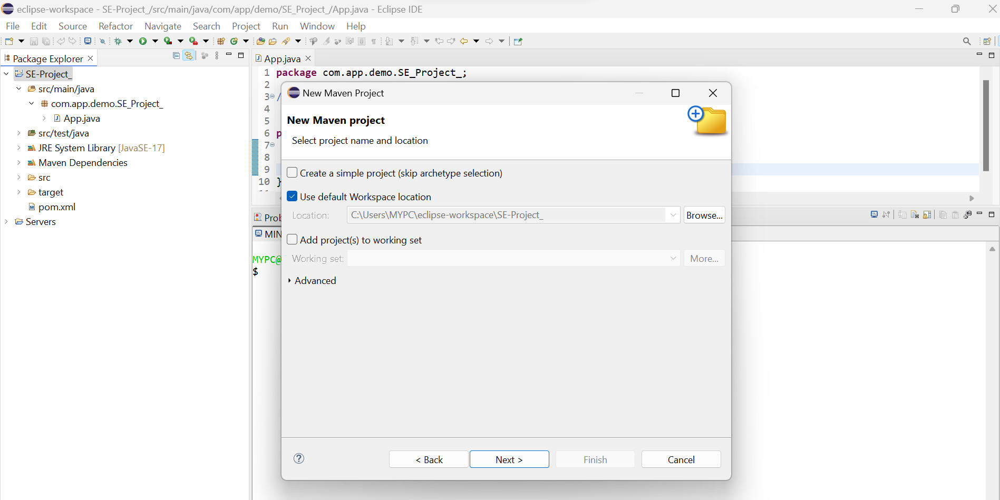 eclipse-workspace - SE-Project_/src/main/java/com/app/demo/SE_Project_/App.java - Eclipse IDE
File Edit Source Refactor Navigate Search Project Run Window Help
Package Explorer
SE-Project_
src/main/java
com.app.demo.SE_Project_
App.java
src/test/java
JRE System Library [JavaSE-17]
Maven Dependencies
src
target
pom.xml
Servers
App.java
1 package com.app.demo.SE_Project_;
2
3 /
4
5
6 p
7
8
9
10 }
New Maven Project
New Maven project
Select project name and location
Create a simple project (skip archetype selection)
Use default Workspace location
Location: C:\Users\MYPC\eclipse-workspace\SE-Project_ Browse...
Add project(s) to working set
Working set: More...
Advanced
? < Back Next > Finish Cancel
Prob
MIN
MYPC@
$